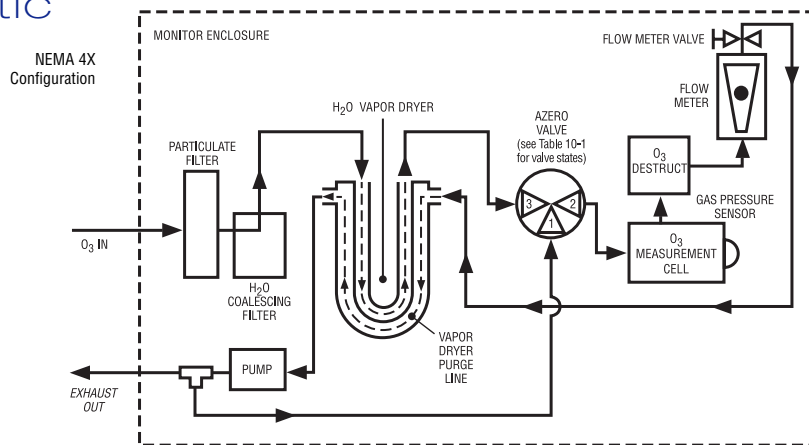 NEMA 4X
Configuration
MONITOR ENCLOSURE
FLOW METER VALVE
FLOW
METER
H2O VAPOR DRYER
AZERO
VALVE
(see Table 10-1
for valve states)
PARTICULATE
FILTER
O3
DESTRUCT
GAS PRESSURE
SENSOR
3
2
1
O3 IN
O3
MEASUREMENT
CELL
H2O
COALESCING
FILTER
VAPOR
DRYER
PURGE
LINE
PUMP
EXHAUST
OUT